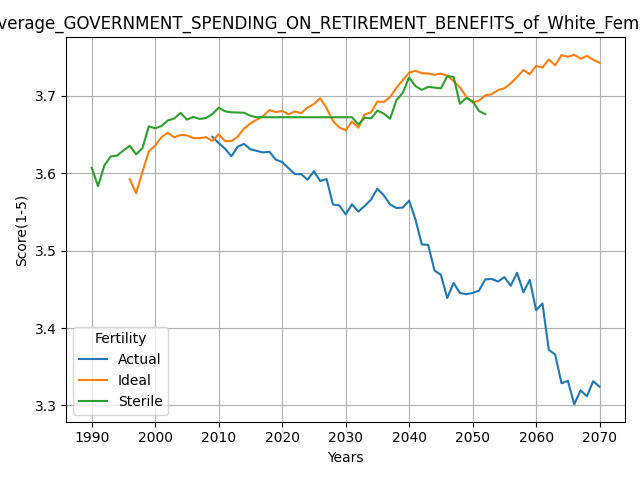 verage_GOVERNMENT_SPENDING_ON_RETIREMENT_BENEFITS_of_White_Fem
Score(1-5)
3.7
3.6
3.5
3.4
3.3
Fertility
Actual
Ideal
Sterile
1990 2000 2010 2020 2030 2040 2050 2060 2070
Years